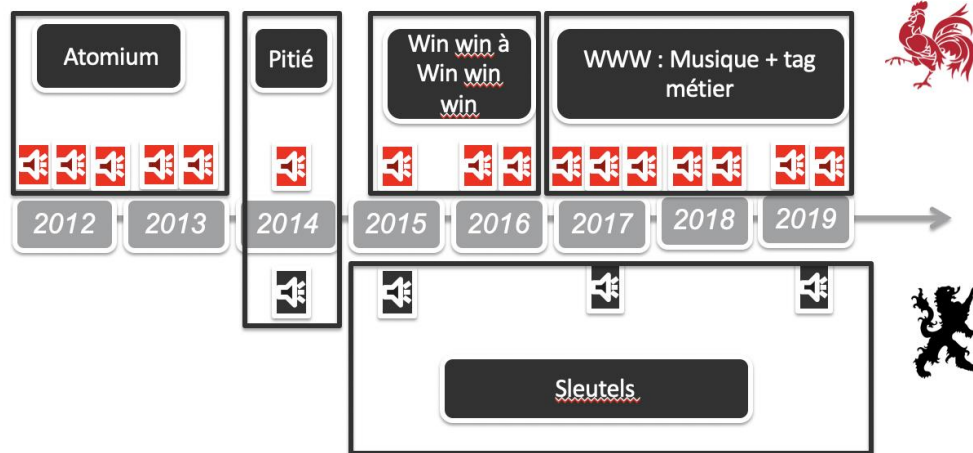 Atomium
Pitié
Win win à
Win win
win
WWW : Musique + tag
métier
2012
2013
2014
2015
2016
2017
2018
2019
Sleutels